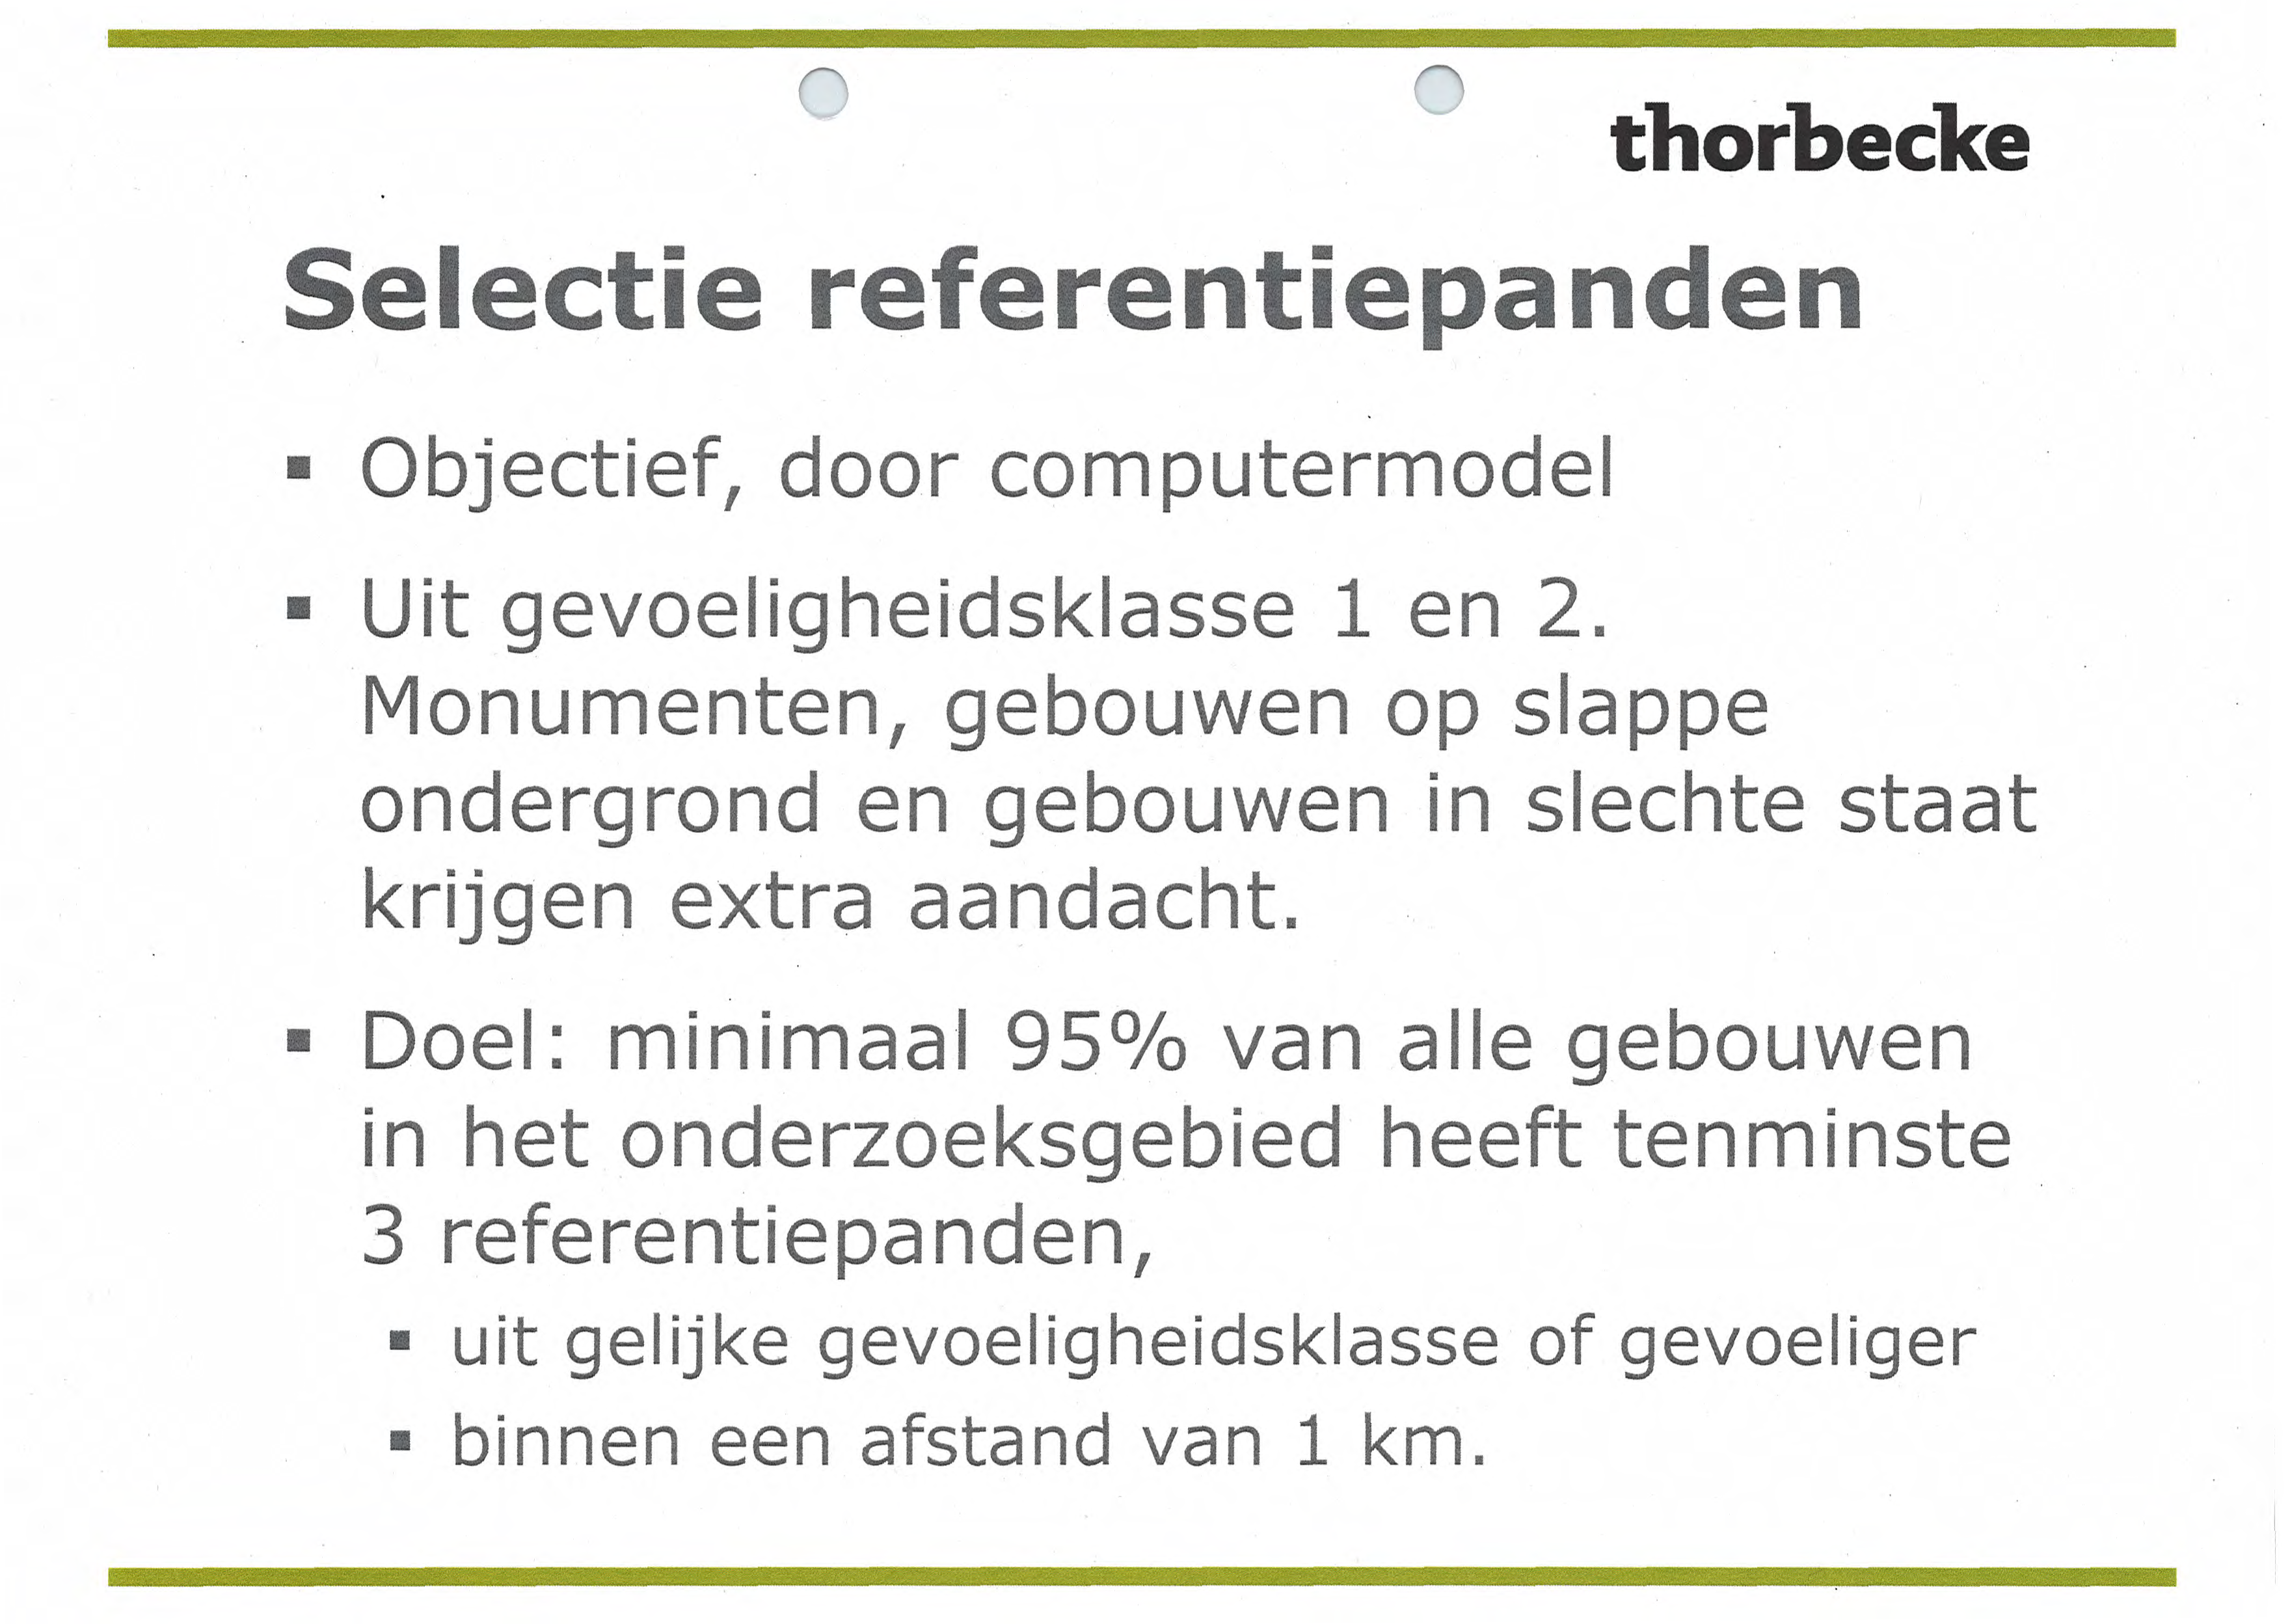 thorbecke
Selectie referentiepanden
▪ Objectief, door computermodel
▪ Uit gevoeligheidsklasse 1 en 2.
Monumenten, gebouwen op slappe
ondergrond en gebouwen in slechte staat
krijgen extra aandacht.
▪ Doel: minimaal 95% van alle gebouwen
in het onderzoeksgebied heeft tenminste
3 referentiepanden,
▪ uit gelijke gevoeligheidsklasse of gevoeliger
▪ binnen een afstand van 1 km.